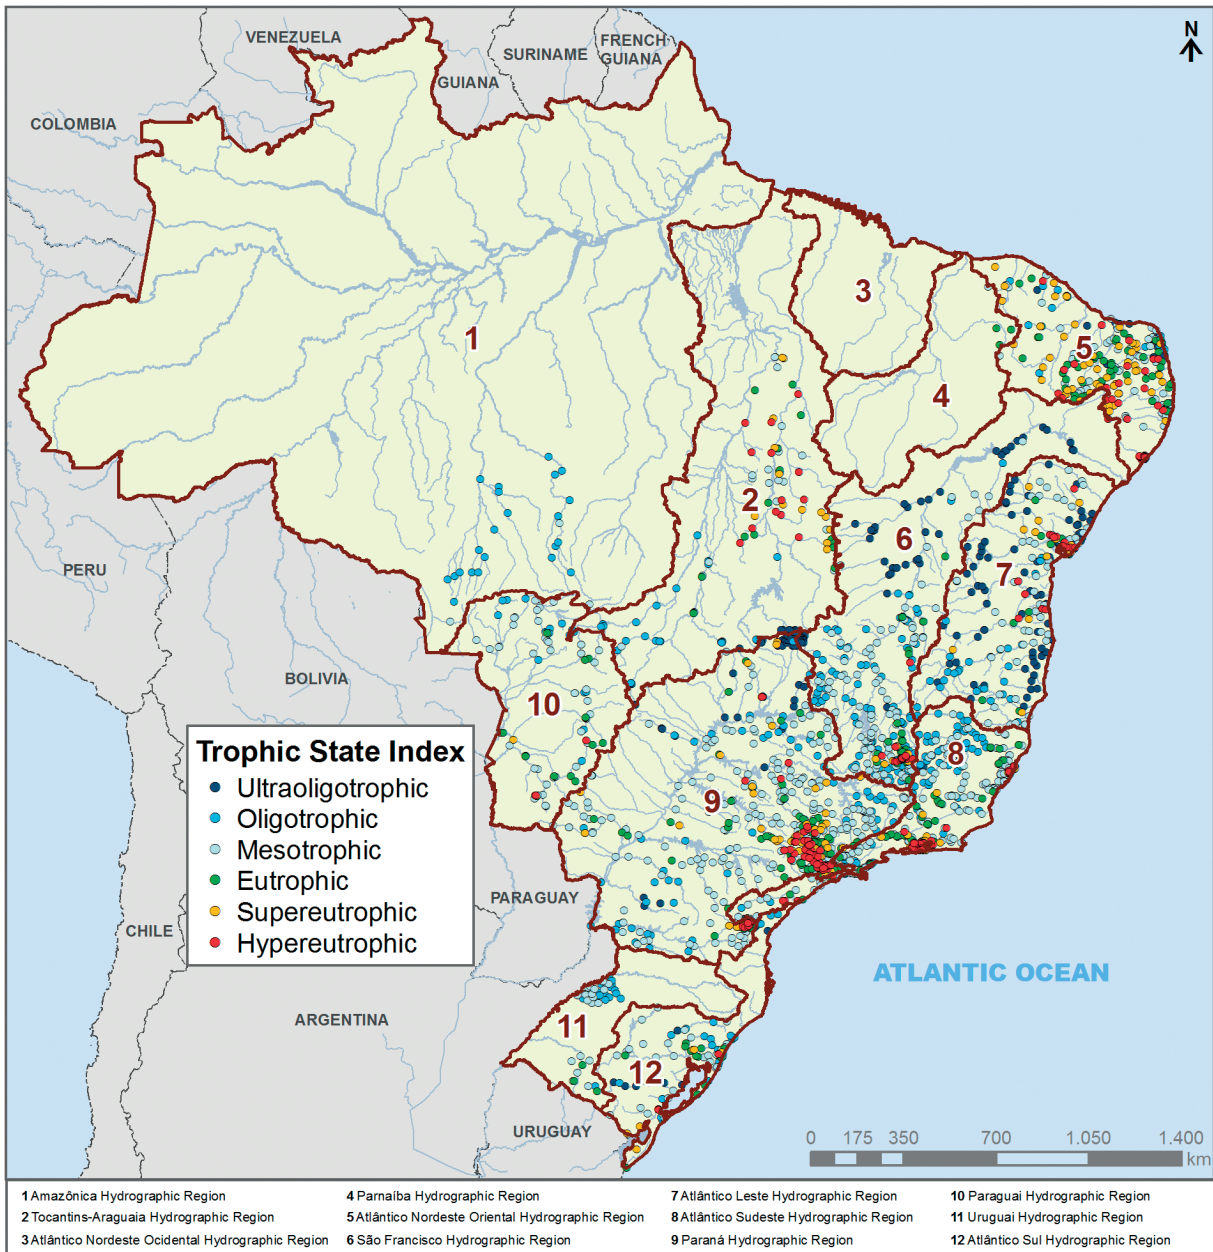 N
VENEZUELA
SURINAME
FRENCH
GUIANA
GUIANA
COLOMBIA
1
3
5
4
2
6
7
PERU
BOLIVIA
10
Trophic State Index
Ultraoligotrophic
Oligotrophic
Mesotrophic
Eutrophic
Supereutrophic
Hypereutrophic
8
9
PARAGUAY
CHILE
ATLANTIC OCEAN
ARGENTINA
11
12
URUGUAY
0 175 350 700 1.050 1.400
km
1 Amazônica Hydrographic Region
2 Tocantins-Araguaia Hydrographic Region
3 Atlântico Nordeste Ocidental Hydrographic Region
4 Parnaíba Hydrographic Region
5 Atlântico Nordeste Oriental Hydrographic Region
6 São Francisco Hydrographic Region
7 Atlântico Leste Hydrographic Region
8 Atlântico Sudeste Hydrographic Region
9 Paraná Hydrographic Region
10 Paraguai Hydrographic Region
11 Uruguai Hydrographic Region
12 Atlântico Sul Hydrographic Region